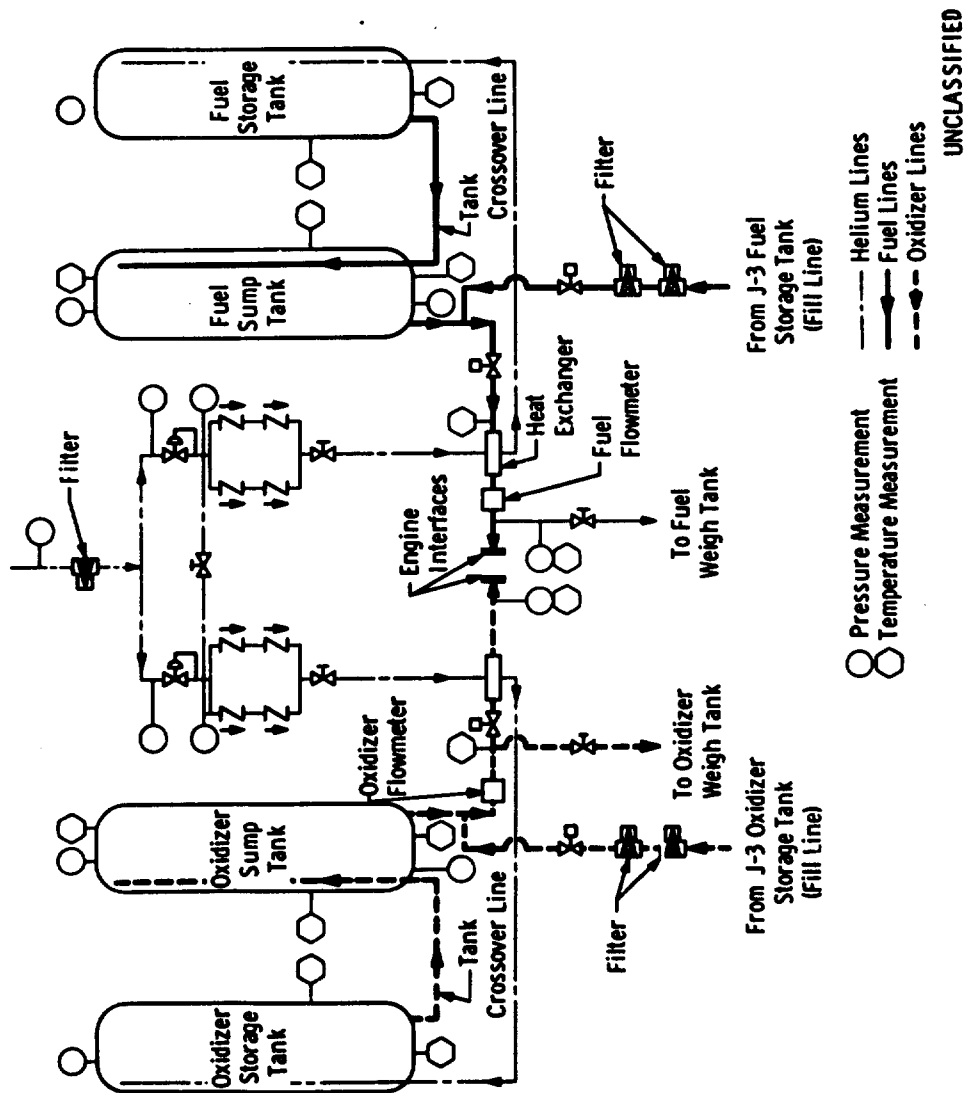 Filter
Fuel
Storage
Tank
Fuel
Sump
Tank
Tank
Crossover Line
Oxidizer
Storage
Tank
Oxidizer
Sump
Tank
Tank
Crossover Line
Oxidizer
Flowmeter
Engine
Interfaces
Heat
Exchanger
Fuel
Flowmeter
Filter
Filter
From J-3 Fuel
Storage Tank
(Fill Line)
To Fuel
Weigh Tank
To Oxidizer
Weigh Tank
From J-3 Oxidizer
Storage Tank
(Fill Line)
Pressure Measurement
Temperature Measurement
Helium Lines
Fuel Lines
Oxidizer Lines
UNCLASSIFIED